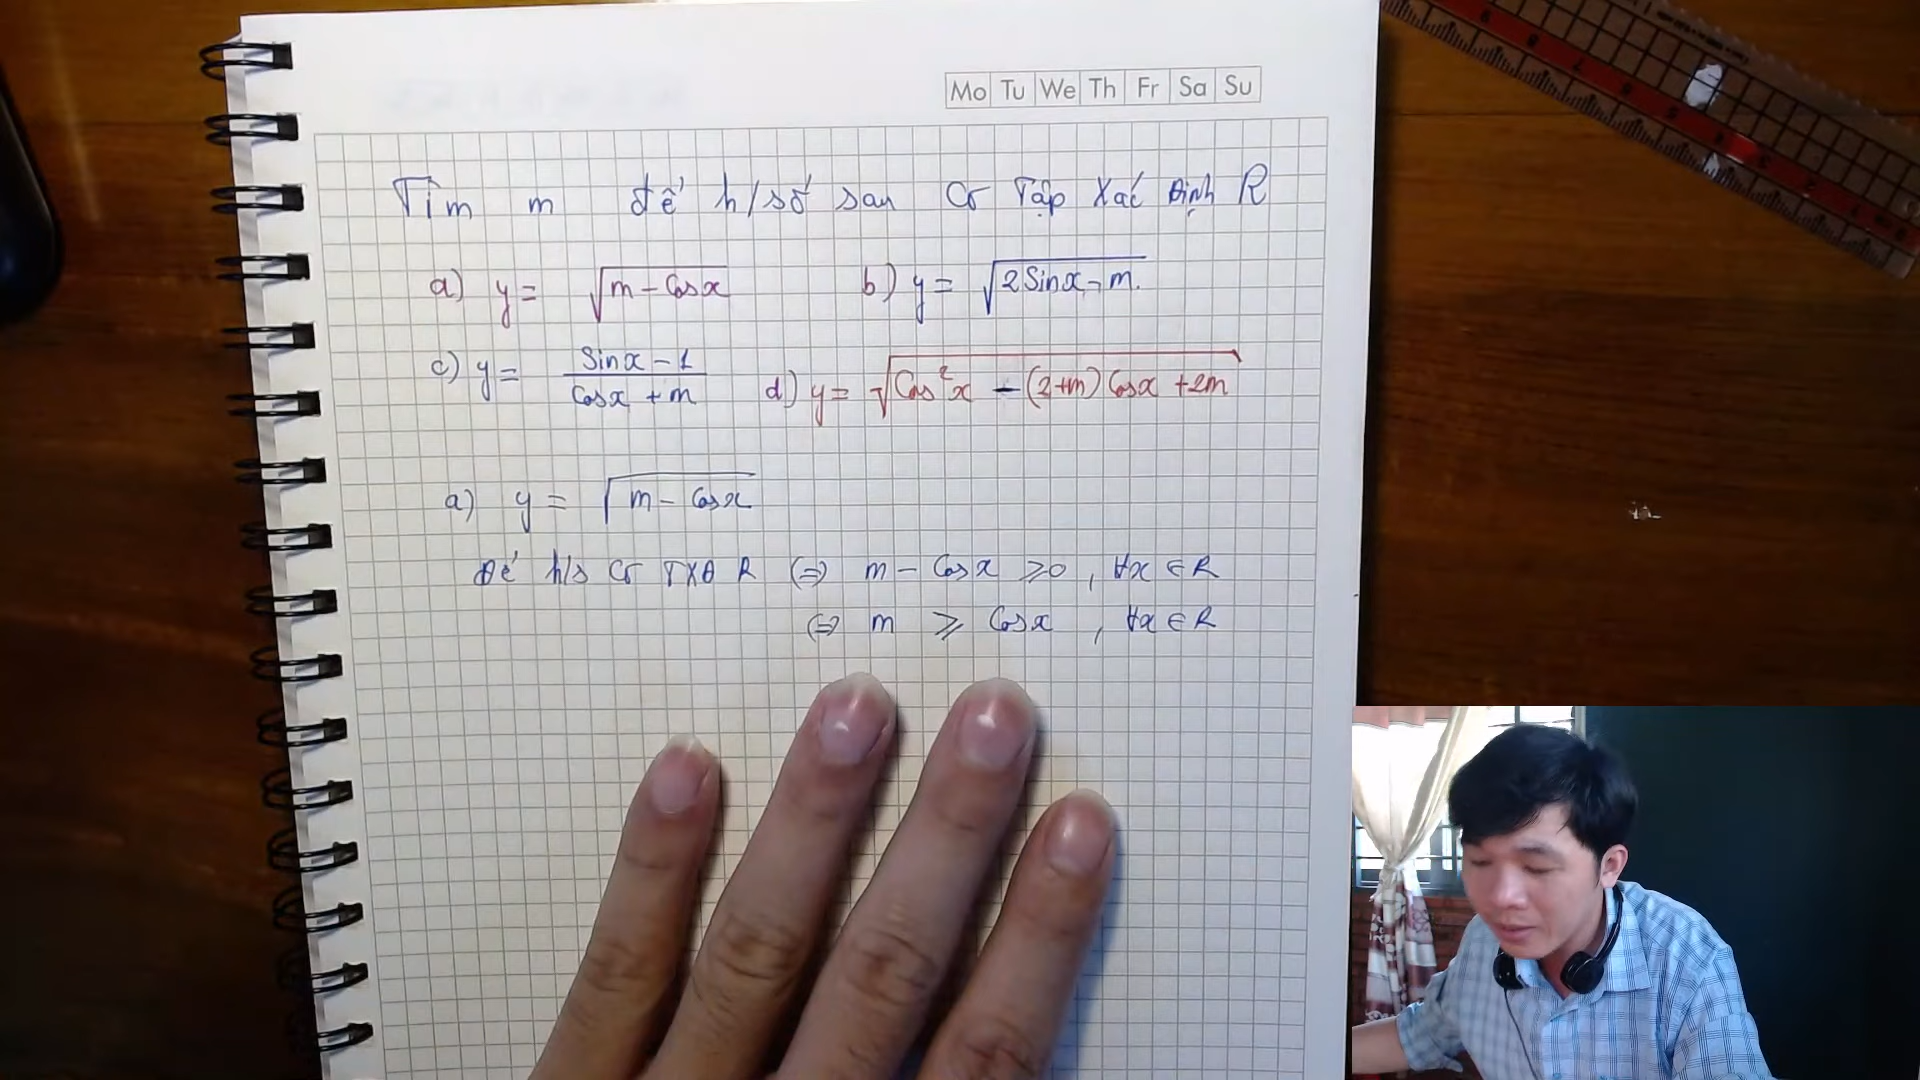 Mo Tu We Th Fr Sa Su
Tìm m để h/số sau có Tập Xác Định R
a) y = √(m - Cosx) b) y = √(2Sinx - m)
c) y = (Sinx - 1)/(Cosx + m) d) y = √(Cos²x - (2+m)Cosx + 2m)
a) y = √(m - Cosx)
Để h/s có TXĐ R ⇔ m - Cosx ≥ 0 , ∀x ∈ R
⇔ m ≥ Cosx , ∀x ∈ R